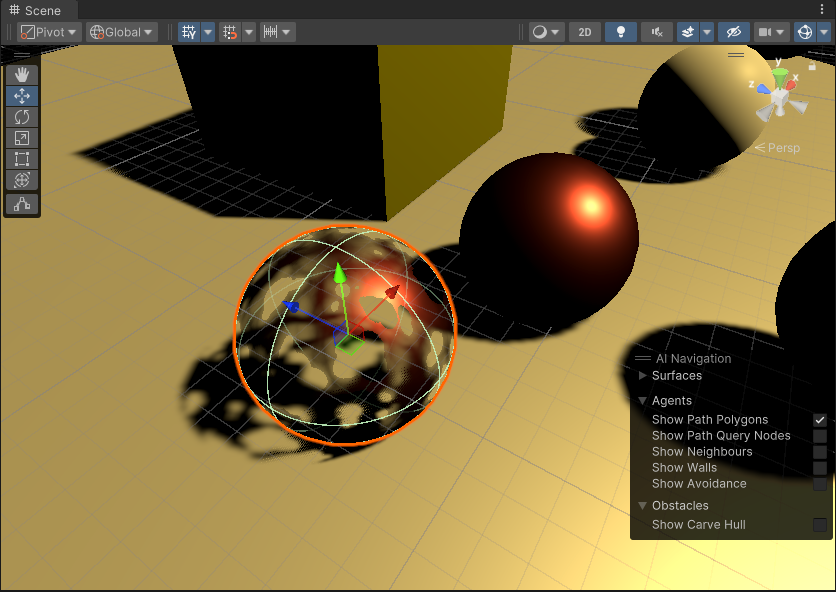 Scene
Pivot Global 2D
y
x
z
Persp
AI Navigation
Surfaces
Agents
Show Path Polygons
Show Path Query Nodes
Show Neighbours
Show Walls
Show Avoidance
Obstacles
Show Carve Hull